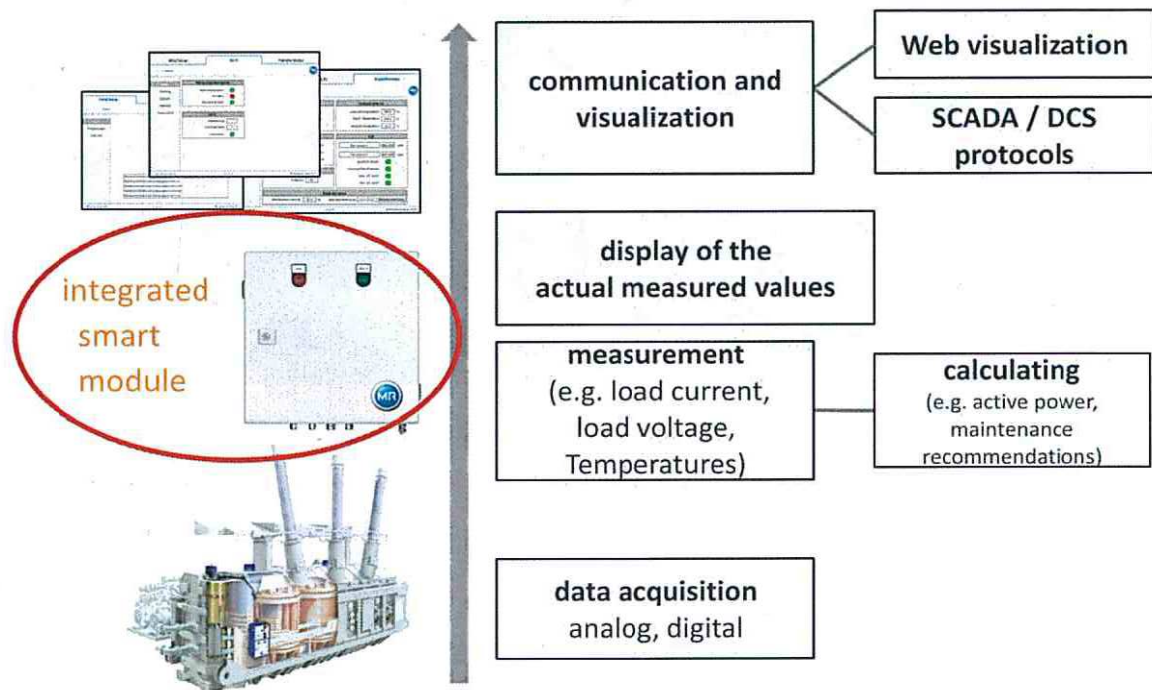 communication and
visualization
Web visualization
SCADA / DCS
protocols
display of the
actual measured values
integrated
smart
module
MR
measurement
(e.g. load current,
load voltage,
Temperatures)
calculating
(e.g. active power,
maintenance
recommendations)
data acquisition
analog, digital